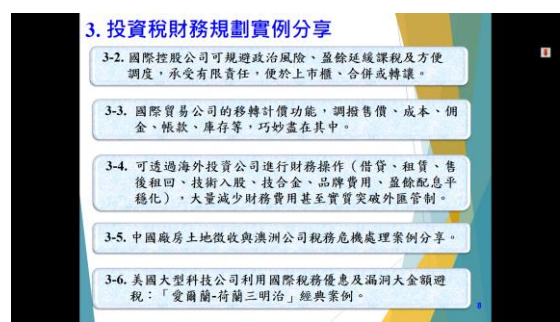 3. 投資稅財務規劃實例分享
3-2. 國際控股公司可規避政治風險、盈餘延緩課稅及方便
調度，承受有限責任，便於上市櫃、合併或轉讓。
3-3. 國際貿易公司的移轉計價功能，調撥售價、成本、佣
金、帳款、庫存等，巧妙盡在其中。
3-4. 可透過海外投資公司進行財務操作（借貸、租賃、售
後租回、技術入股、技合金、品牌費用、盈餘配息平
穩化），大量減少財務費用甚至實質突破外匯管制。
3-5. 中國廠房土地徵收與澳洲公司稅務危機處理案例分享。
3-6. 美國大型科技公司利用國際稅務優惠及漏洞大金額避
稅：「愛爾蘭-荷蘭三明治」經典案例。
8